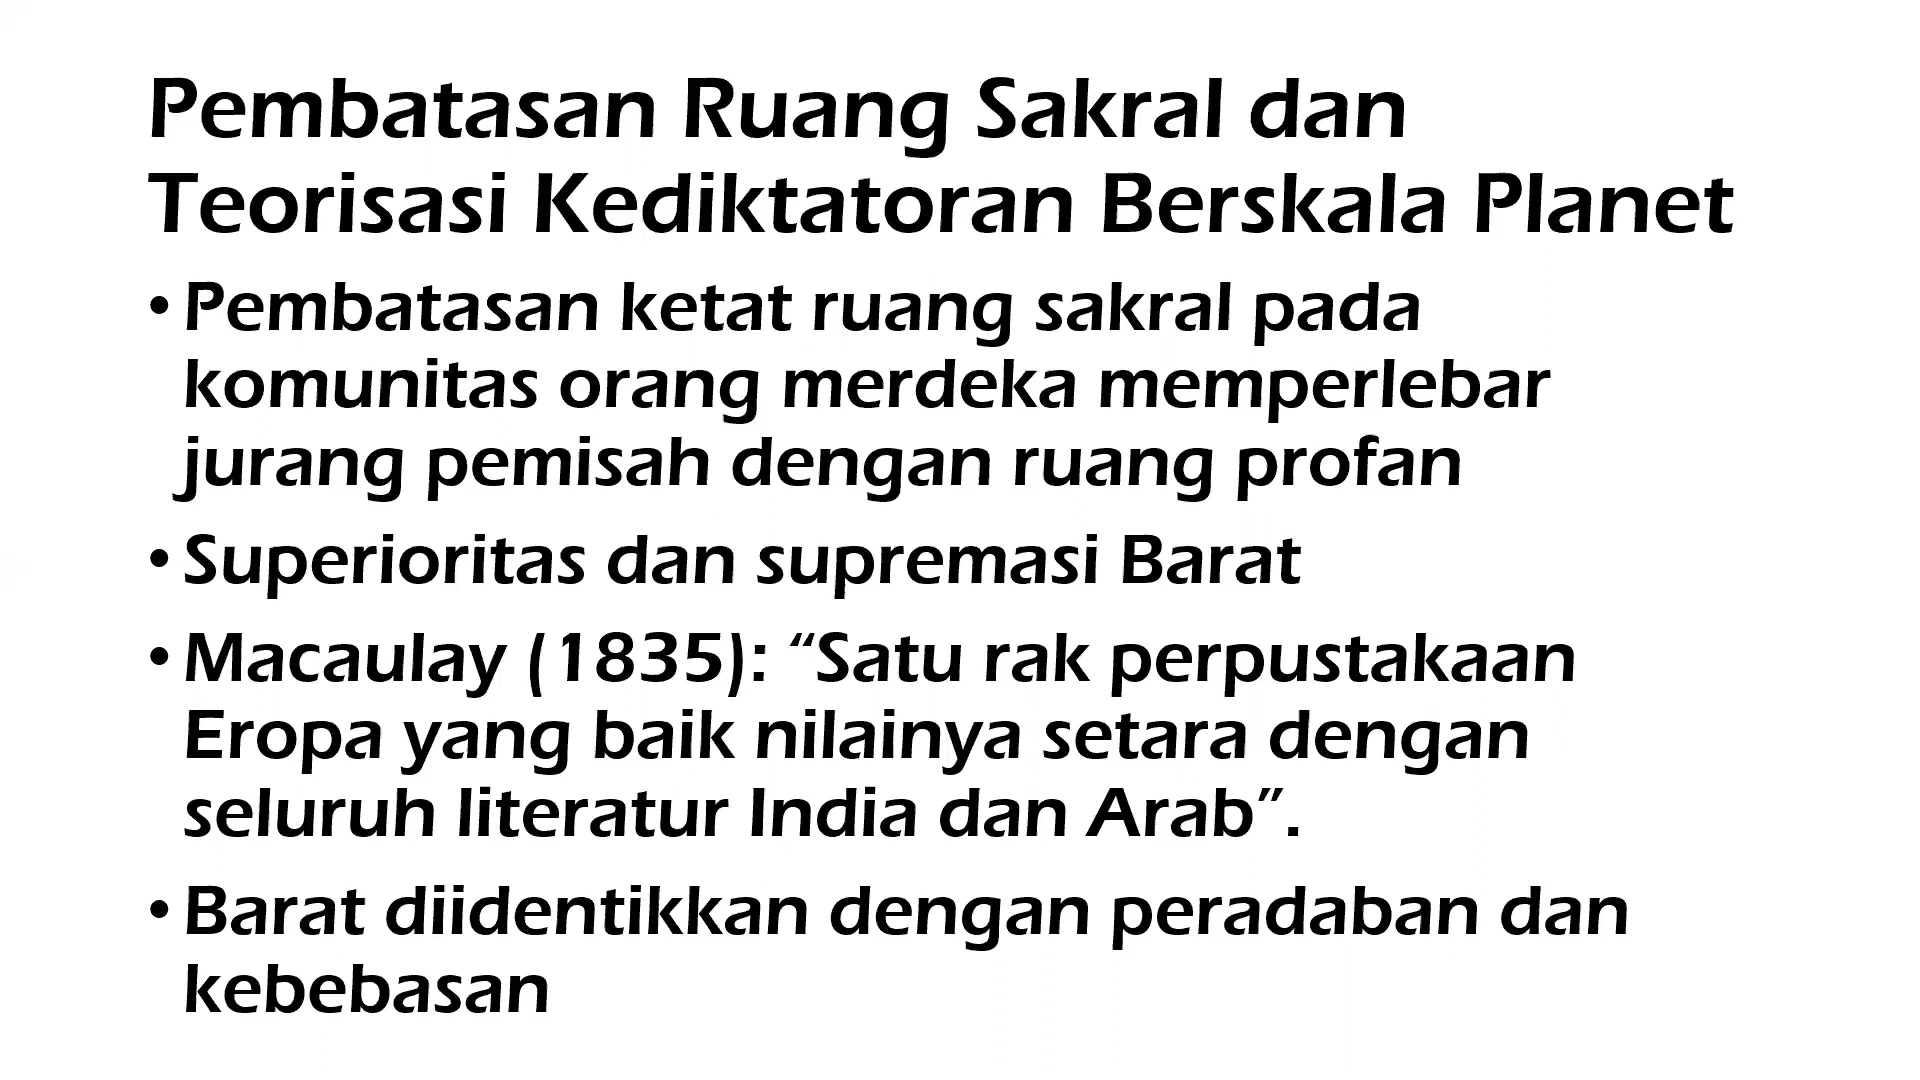 Pembatasan Ruang Sakral dan
Teorisasi Kediktatoran Berskala Planet
• Pembatasan ketat ruang sakral pada
komunitas orang merdeka memperlebar
jurang pemisah dengan ruang profan
• Superioritas dan supremasi Barat
• Macaulay (1835): “Satu rak perpustakaan
Eropa yang baik nilainya setara dengan
seluruh literatur India dan Arab”.
• Barat diidentikkan dengan peradaban dan
kebebasan